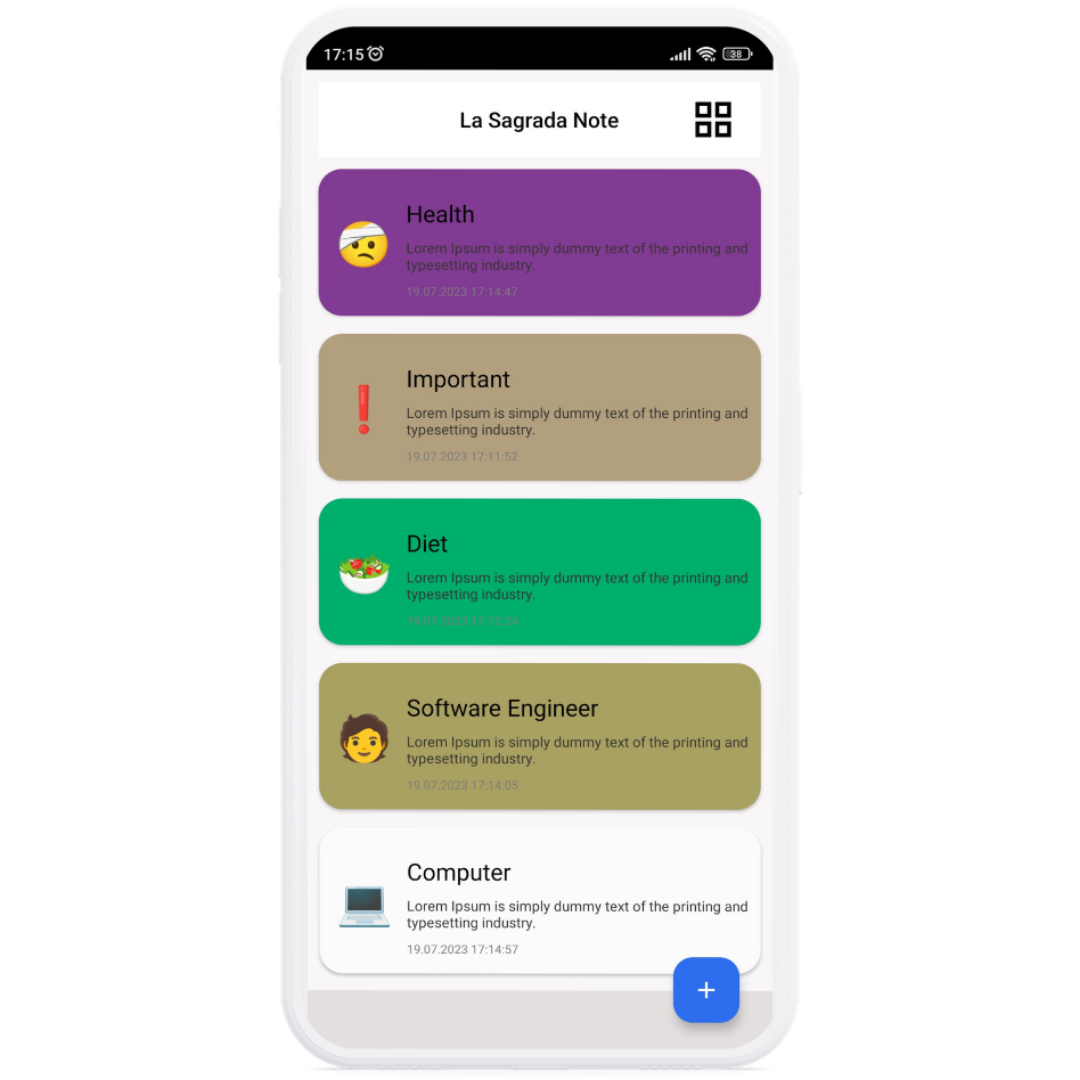 17:15
38
La Sagrada Note
Health
Lorem Ipsum is simply dummy text of the printing and
typesetting industry.
19.07.2023 17:14:47
Important
Lorem Ipsum is simply dummy text of the printing and
typesetting industry.
19.07.2023 17:11:52
Diet
Lorem Ipsum is simply dummy text of the printing and
typesetting industry.
19.07.2023 17:12:24
Software Engineer
Lorem Ipsum is simply dummy text of the printing and
typesetting industry.
19.07.2023 17:14:05
Computer
Lorem Ipsum is simply dummy text of the printing and
typesetting industry.
19.07.2023 17:14:57
+